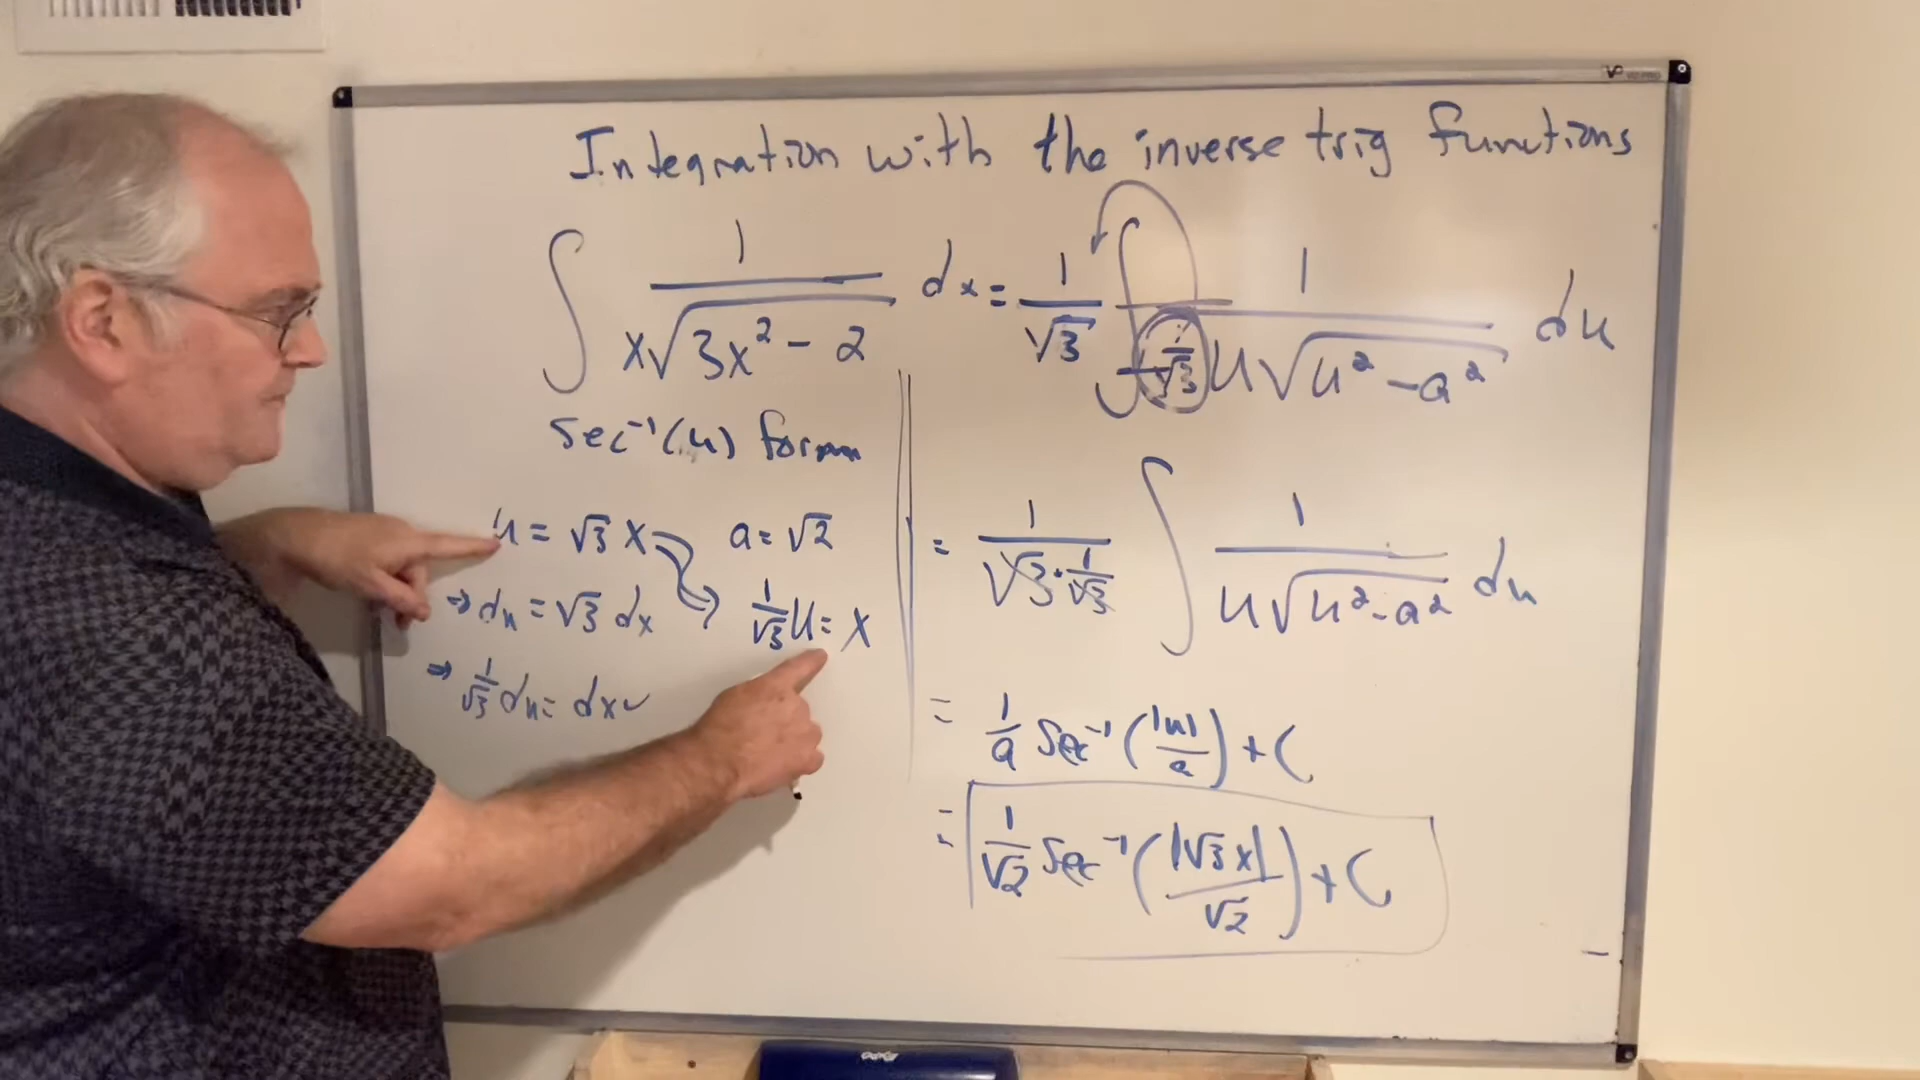 Integration with the inverse trig functions
∫ 1/(x√(3x² - 2)) dx = 1/√3 ∫ 1/((1/√3) u√(u² - a²)) du
sec⁻¹(u) form
u = √3 x
a = √2
⇒ du = √3 dx
1/√3 u = x
⇒ 1/√3 du = dx ✓
= 1/(√3 · 1/√3) ∫ 1/(u√(u² - a²)) du
= 1/a sec⁻¹(|u|/a) + C
= 1/√2 sec⁻¹(|√3 x|/√2) + C